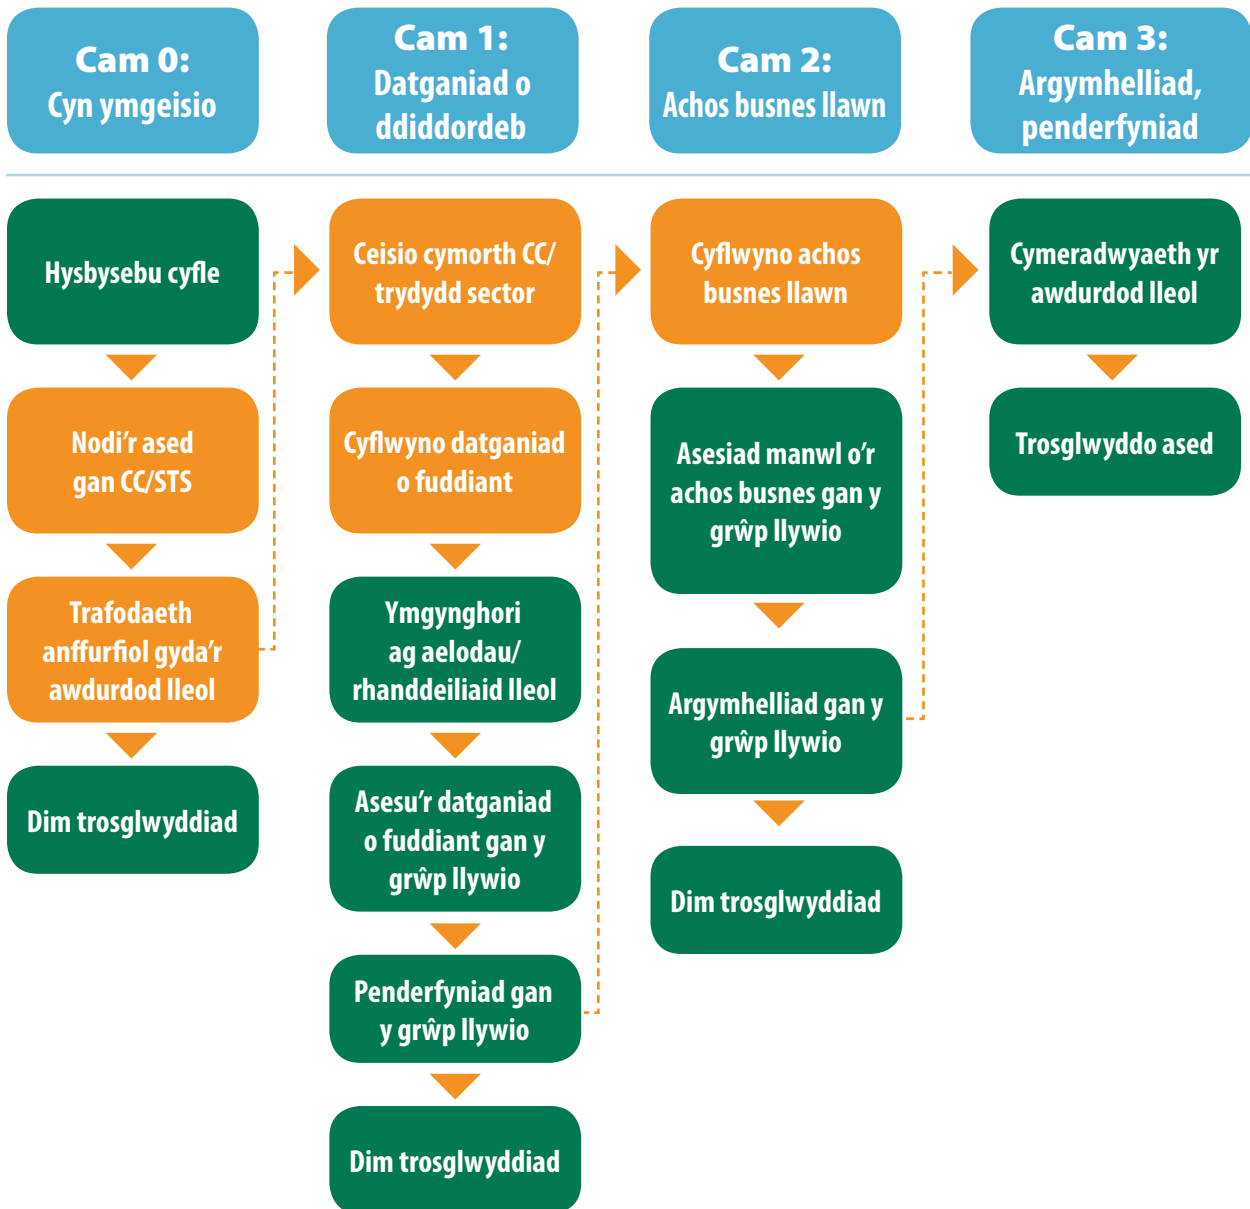 Cam 0:
Cyn ymgeisio
Cam 1:
Datganiad o
ddiddordeb
Cam 2:
Achos busnes llawn
Cam 3:
Argymhelliad,
penderfyniad
Hysbysebu cyfle
Nodi’r ased
gan CC/STS
Trafodaeth
anffurfiol gyda’r
awdurdod lleol
Dim trosglwyddiad
Ceisio cymorth CC/
trydydd sector
Cyflwyno datganiad
o fuddiant
Ymgynghori
ag aelodau/
rhanddeiliaid lleol
Asesu’r datganiad
o fuddiant gan y
grŵp llywio
Penderfyniad gan
y grŵp llywio
Dim trosglwyddiad
Cyflwyno achos
busnes llawn
Asesiad manwl o’r
achos busnes gan y
grŵp llywio
Argymhelliad gan y
grŵp llywio
Dim trosglwyddiad
Cymeradwyaeth yr
awdurdod lleol
Trosglwyddo ased